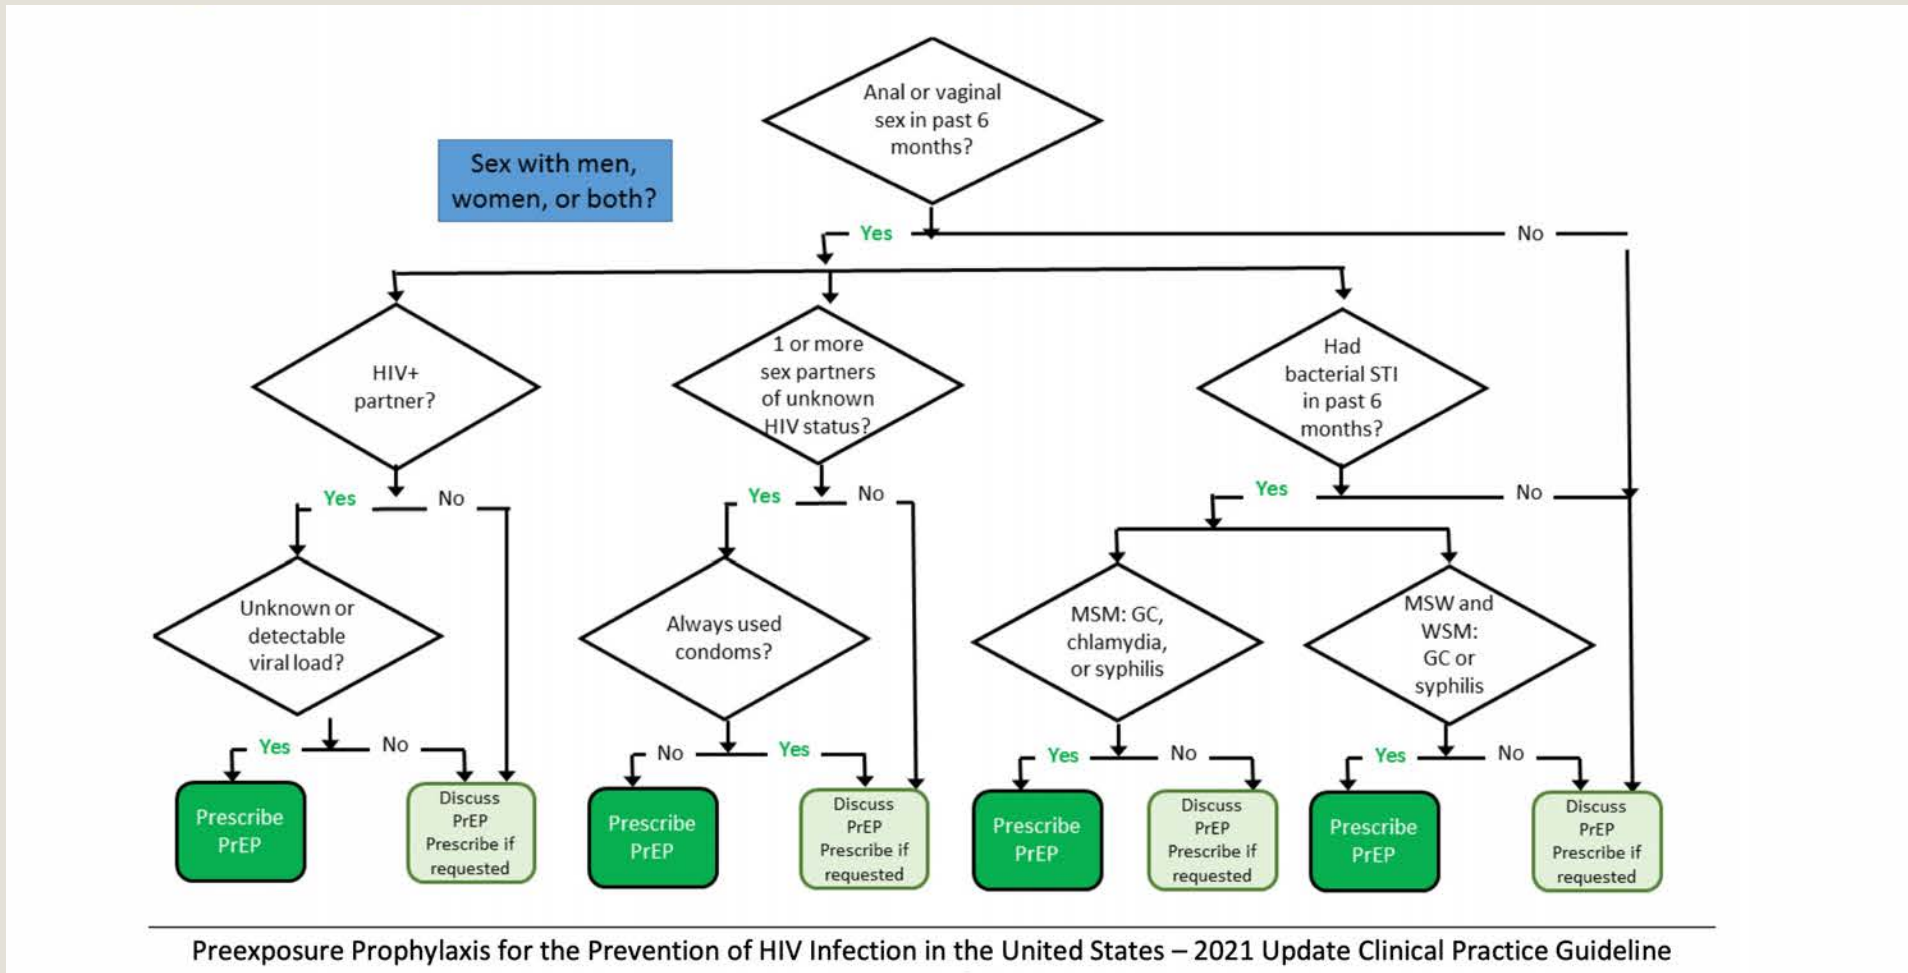 Anal or vaginal
sex in past 6
months?
Sex with men,
women, or both?
Yes
No
HIV+
partner?
1 or more
sex partners
of unknown
HIV status?
Had
bacterial STI
in past 6
months?
Yes
No
Yes
No
Yes
No
Unknown or
detectable
viral load?
Always used
condoms?
MSM: GC,
chlamydia,
or syphilis
MSW and
WSM:
GC or
syphilis
Yes
No
No
Yes
Yes
No
Yes
No
Prescribe
PrEP
Discuss
PrEP
Prescribe if
requested
Prescribe
PrEP
Discuss
PrEP
Prescribe if
requested
Prescribe
PrEP
Discuss
PrEP
Prescribe if
requested
Prescribe
PrEP
Discuss
PrEP
Prescribe if
requested
Preexposure Prophylaxis for the Prevention of HIV Infection in the United States – 2021 Update Clinical Practice Guideline